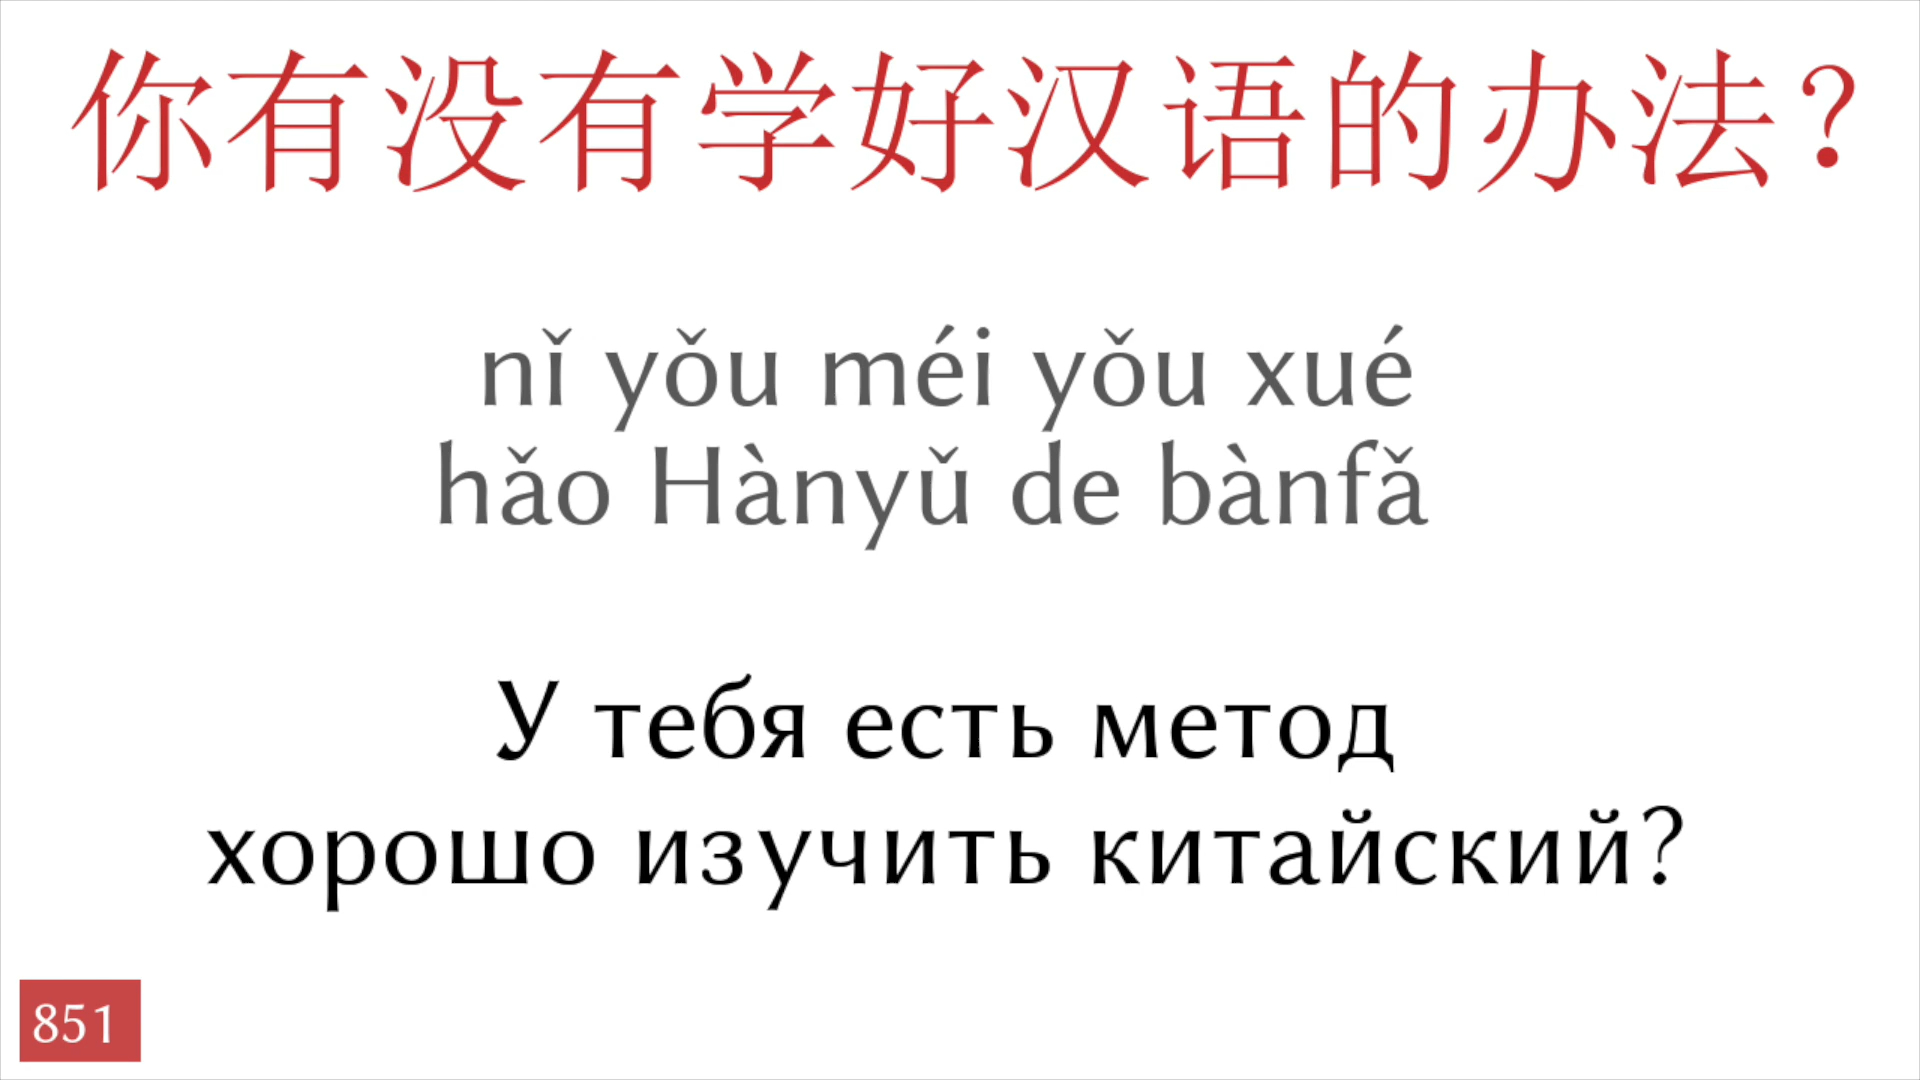 你有没有学好汉语的办法？
nǐ yǒu méi yǒu xué
hǎo Hànyǔ de bànfǎ
У тебя есть метод
хорошо изучить китайский?
851